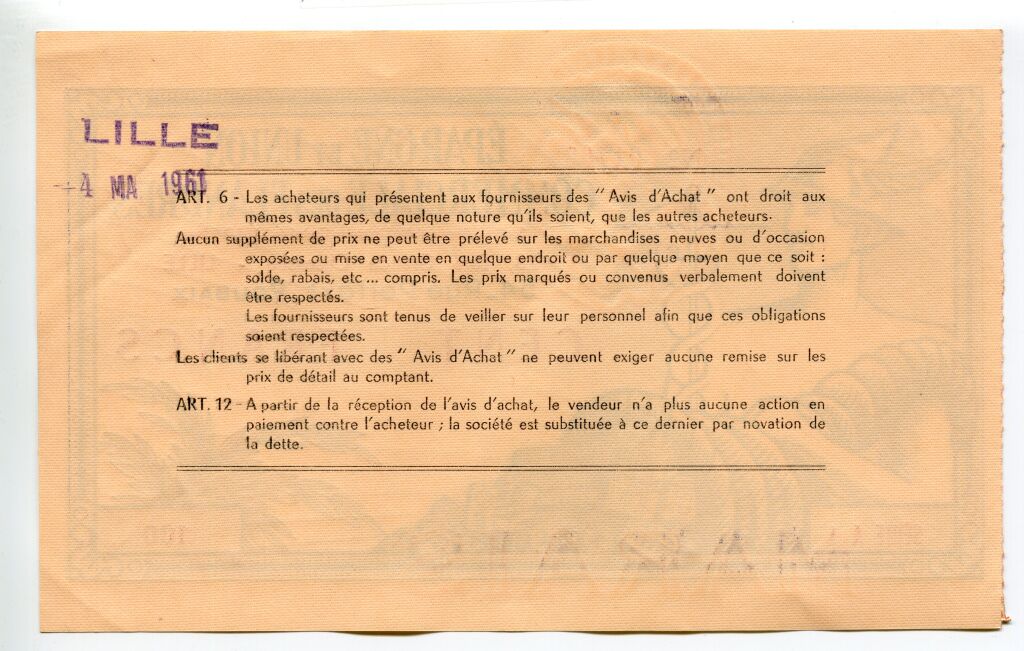 LILLE
4 MA 1961
ART. 6 - Les acheteurs qui présentent aux fournisseurs des "Avis d'Achat" ont droit aux
mêmes avantages, de quelque nature qu'ils soient, que les autres acheteurs.
Aucun supplément de prix ne peut être prélevé sur les marchandises neuves ou d'occasion
exposées ou mise en vente en quelque endroit ou par quelque moyen que ce soit :
solde, rabais, etc... compris. Les prix marqués ou convenus verbalement doivent
être respectés.
Les fournisseurs sont tenus de veiller sur leur personnel afin que ces obligations
soient respectées.
Les clients se libérant avec des "Avis d'Achat" ne peuvent exiger aucune remise sur les
prix de détail au comptant.
ART. 12 - A partir de la réception de l'avis d'achat, le vendeur n'a plus aucune action en
paiement contre l'acheteur ; la société est substituée à ce dernier par novation de
la dette.